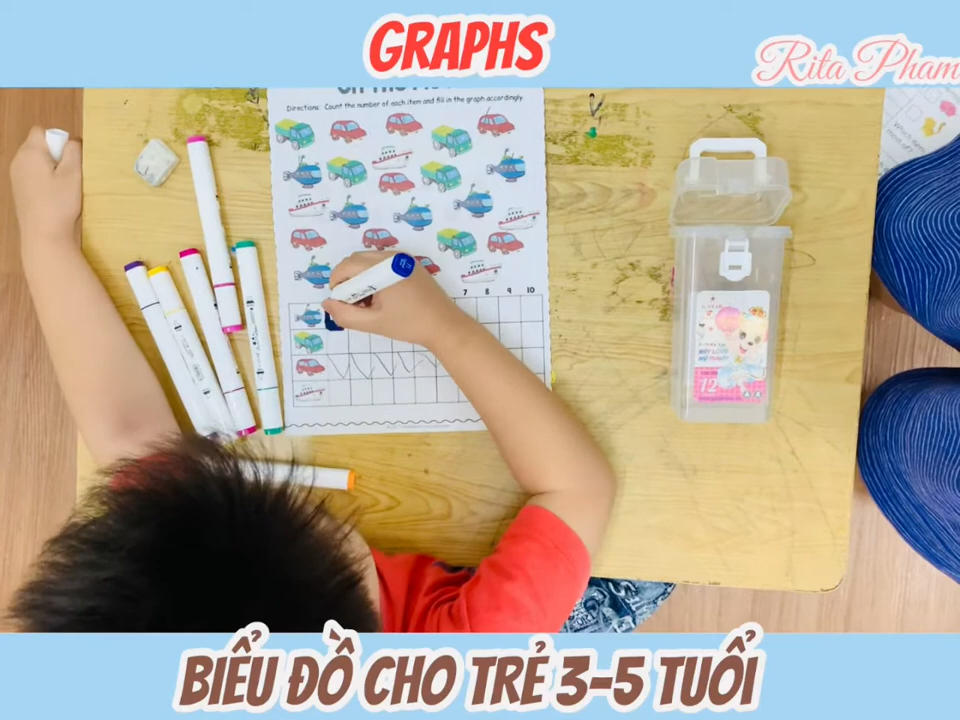 GRAPHS
Rita Pham
Directions: Count the number of each item and fill in the graph accordingly.
7 8 9 10
12
BIỂU ĐỒ CHO TRẺ 3-5 TUỔI